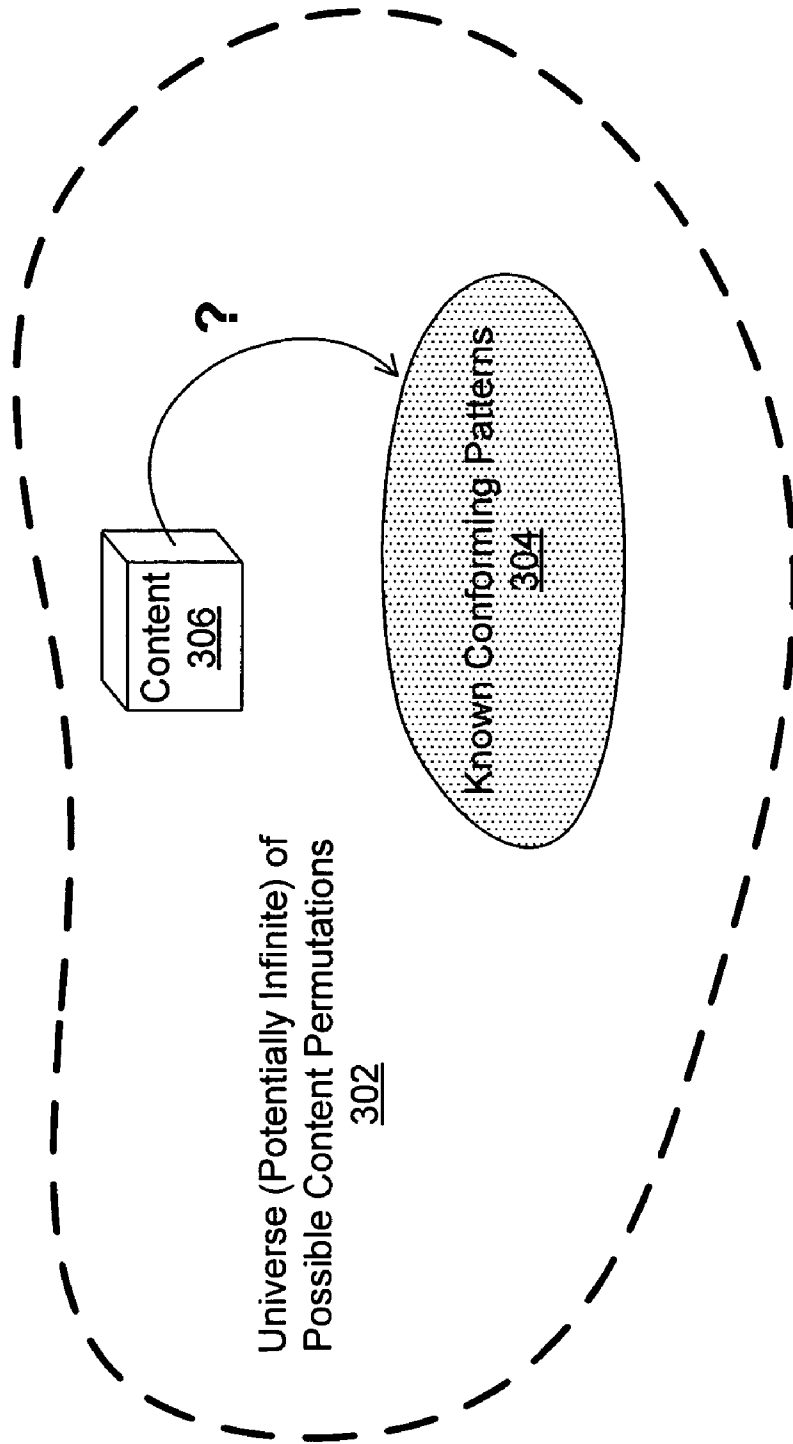 Universe (Potentially Infinite) of
Possible Content Permutations
302
Content
306
?
Known Conforming Patterns
304